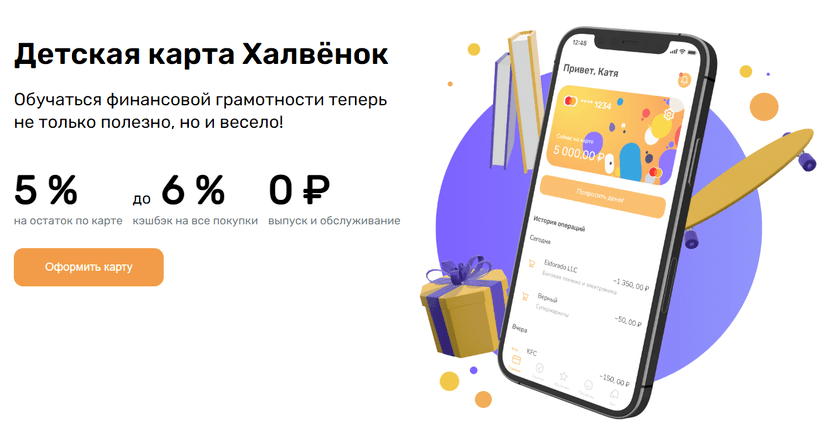 Детская карта Халвёнок
Обучаться финансовой грамотности теперь
не только полезно, но и весело!
5 %
до 6 %
0 ₽
на остаток по карте
кэшбэк на все покупки
выпуск и обслуживание
Оформить карту
12:48
Привет, Катя
**** 1234
Сейчас на карте
5 000,00 ₽
Попросить денег
История операций
Сегодня
Eldorado LLC
−1 350, 00 ₽
Бытовая техника и электроника
Верный
−50, 00 ₽
Супермаркеты
Вчера
KFC
−150, 00 ₽